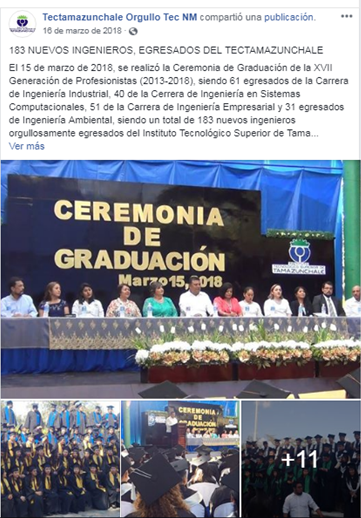 Tectamazunchale Orgullo Tec NM compartió una publicación.
16 de marzo de 2018
183 NUEVOS INGENIEROS, EGRESADOS DEL TECTAMAZUNCHALE
El 15 de marzo de 2018, se realizó la Ceremonia de Graduación de la XVII
Generación de Profesionistas (2013-2018), siendo 61 egresados de la Carrera
de Ingeniería Industrial, 40 de la Cerrera de Ingeniería en Sistemas
Computacionales, 51 de la Carrera de Ingeniería Empresarial y 31 egresados
de Ingeniería Ambiental, siendo un total de 183 nuevos ingenieros
orgullosamente egresados del Instituto Tecnológico Superior de Tama...
Ver más
CEREMONIA
DE
GRADUACIÓN
Marzo 15, 2018
TAMAZUNCHALE
CEREMONIA
DE
GRADUACIÓN
+11